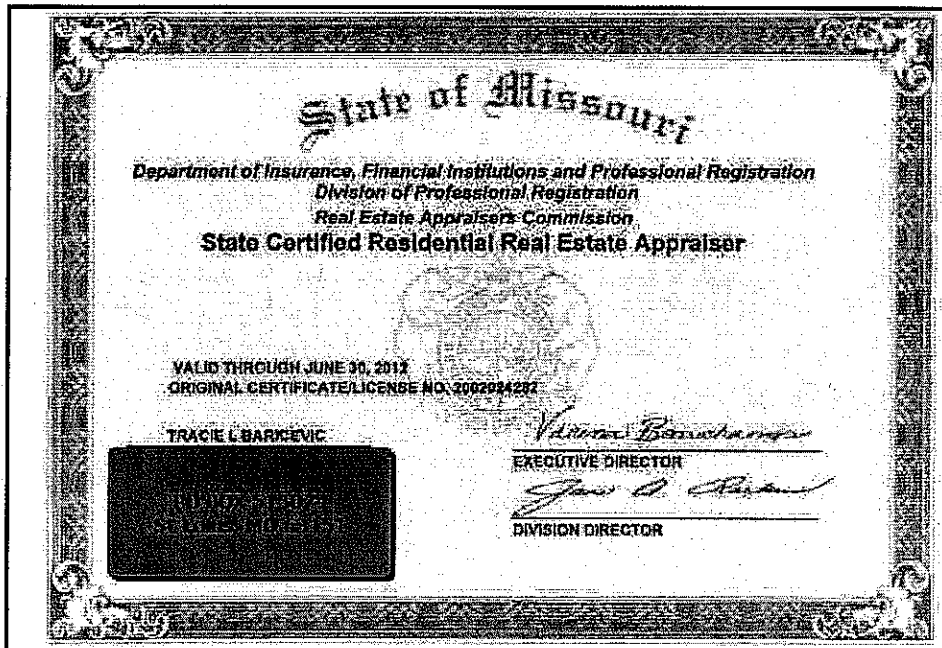 State of Missouri
Department of Insurance, Financial Institutions and Professional Registration
Division of Professional Registration
Real Estate Appraisers Commission
State Certified Residential Real Estate Appraiser
VALID THROUGH JUNE 30, 2012
ORIGINAL CERTIFICATE/LICENSE NO. 2002024282
TRACIE L BARICEVIC
EXECUTIVE DIRECTOR
DIVISION DIRECTOR